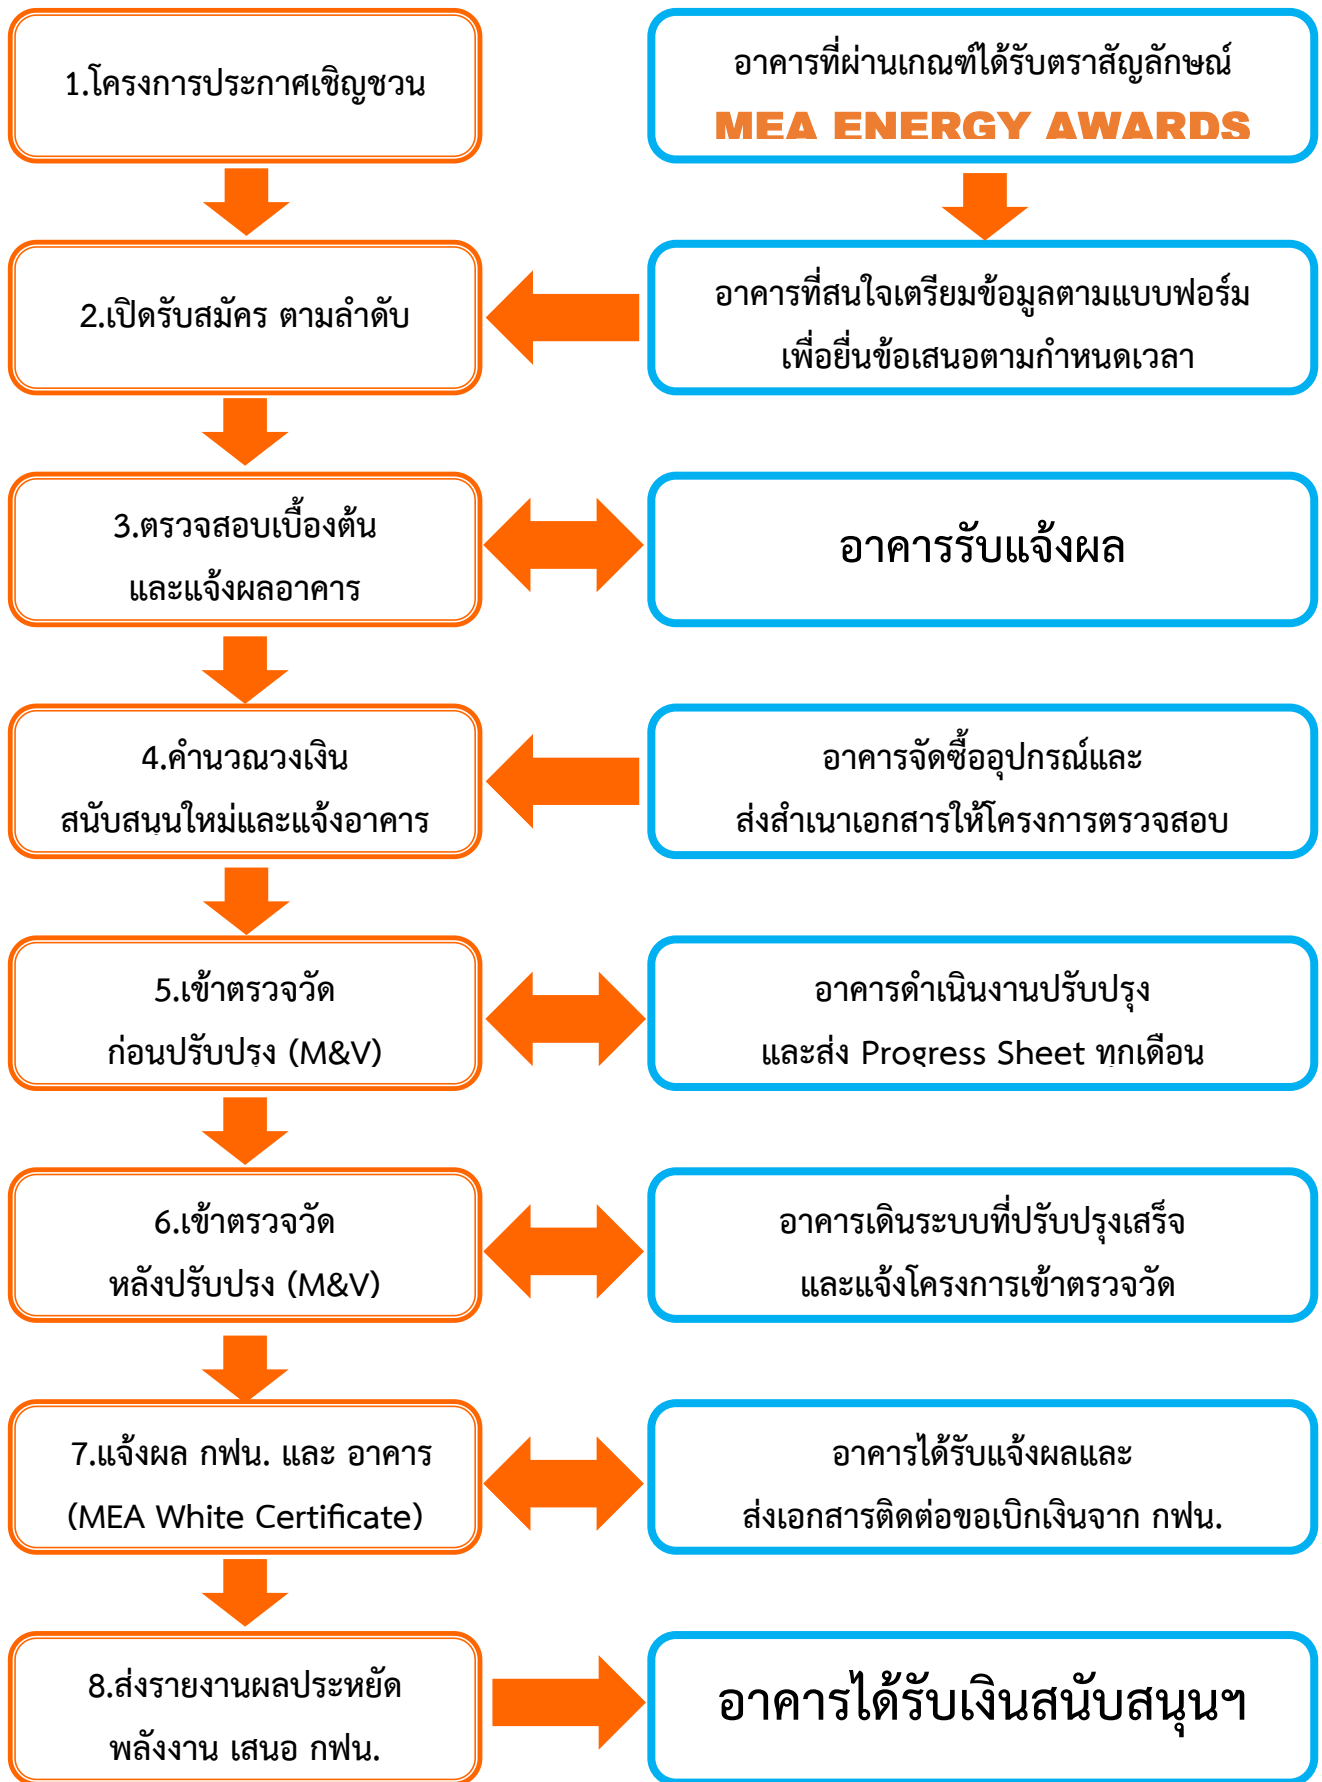 1.โครงการประกาศเชิญชวน
อาคารที่ผ่านเกณฑ์ได้รับตราสัญลักษณ์
MEA ENERGY AWARDS
2.เปิดรับสมัคร ตามลำดับ
อาคารที่สนใจเตรียมข้อมูลตามแบบฟอร์ม
เพื่อยื่นข้อเสนอตามกำหนดเวลา
3.ตรวจสอบเบื้องต้น
และแจ้งผลอาคาร
อาคารรับแจ้งผล
4.คำนวณวงเงิน
สนับสนุนใหม่และแจ้งอาคาร
อาคารจัดซื้ออุปกรณ์และ
ส่งสำเนาเอกสารให้โครงการตรวจสอบ
5.เข้าตรวจวัด
ก่อนปรับปรุง (M&V)
อาคารดำเนินงานปรับปรุง
และส่ง Progress Sheet ทุกเดือน
6.เข้าตรวจวัด
หลังปรับปรุง (M&V)
อาคารเดินระบบที่ปรับปรุงเสร็จ
และแจ้งโครงการเข้าตรวจวัด
7.แจ้งผล กฟน. และ อาคาร
(MEA White Certificate)
อาคารได้รับแจ้งผลและ
ส่งเอกสารติดต่อขอเบิกเงินจาก กฟน.
8.ส่งรายงานผลประหยัด
พลังงาน เสนอ กฟน.
อาคารได้รับเงินสนับสนุนฯ